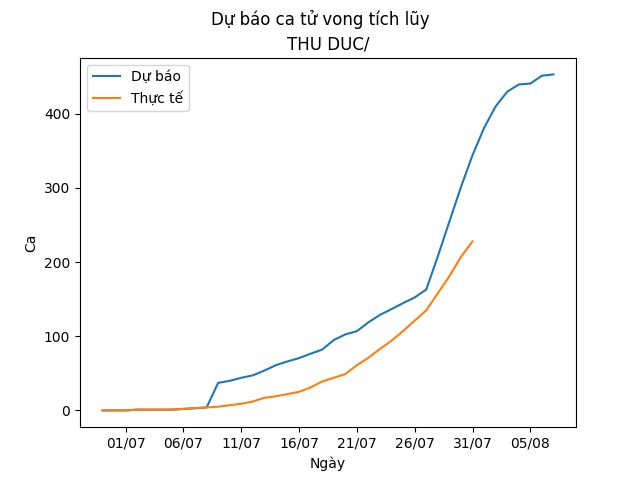 Dự báo ca tử vong tích lũy
THU DUC/
Dự báo
Thực tế
Ca
400
300
200
100
0
01/07 06/07 11/07 16/07 21/07 26/07 31/07 05/08
Ngày